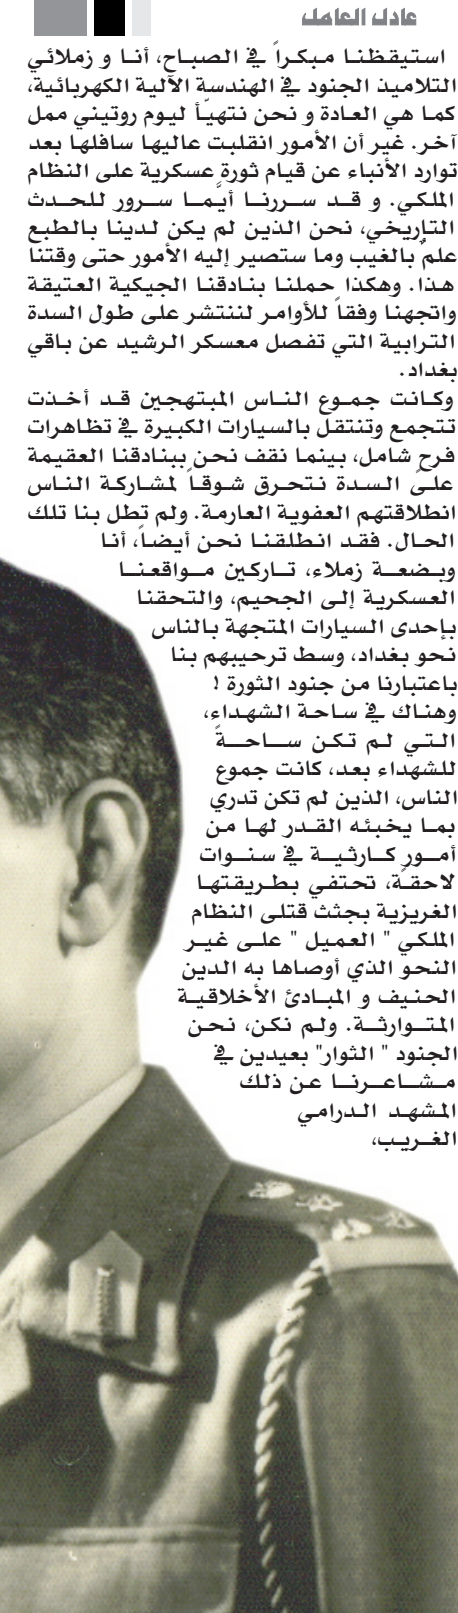 عادل العامل
استيقظنا مبكراً في الصباح، أنا و زملائي
التلاميذ الجنود في الهندسة الآلية الكهربائية،
كما هي العادة و نحن نتهيّأ ليوم روتيني ممل
آخر. غير أن الأمور انقلبت عاليها سافلها بعد
توارد الأنباء عن قيام ثورةٍ عسكرية على النظام
الملكي. و قد سررنا أيّما سرور للحدث
التاريخي، نحن الذين لم يكن لدينا بالطبع
علمٌ بالغيب وما ستصير إليه الأمور حتى وقتنا
هذا. وهكذا حملنا بنادقنا الجيكية العتيقة
واتجهنا وفقاً للأوامر لننتشر على طول السدة
الترابية التي تفصل معسكر الرشيد عن باقي
بغداد.
وكانت جموع الناس المبتهجين قد أخذت
تتجمع وتنتقل بالسيارات الكبيرة في تظاهرات
فرح شامل، بينما نقف نحن ببنادقنا العقيمة
على السدة نتحرق شوقاً لمشاركة الناس
انطلاقتهم العفوية العارمة. ولم تطل بنا تلك
الحال. فقد انطلقنا نحن أيضاً، أنا
وبضعة زملاء، تاركين مواقعنا
العسكرية إلى الجحيم، والتحقنا
بإحدى السيارات المتجهة بالناس
نحو بغداد، وسط ترحيبهم بنا
باعتبارنا من جنود الثورة !
وهناك في ساحة الشهداء،
التي لم تكن ساحةً
للشهداء بعد، كانت جموع
الناس، الذين لم تكن تدري
بما يخبئه القدر لها من
أمورٍ كارثية في سنوات
لاحقة، تحتفي بطريقتها
الغريزية بجثث قتلى النظام
الملكي " العميل " على غير
النحو الذي أوصاها به الدين
الحنيف و المبادئ الأخلاقية
المتوارثة. ولم نكن، نحن
الجنود " الثوار" بعيدين في
مشاعرنا عن ذلك
المشهد الدرامي
الغريب،